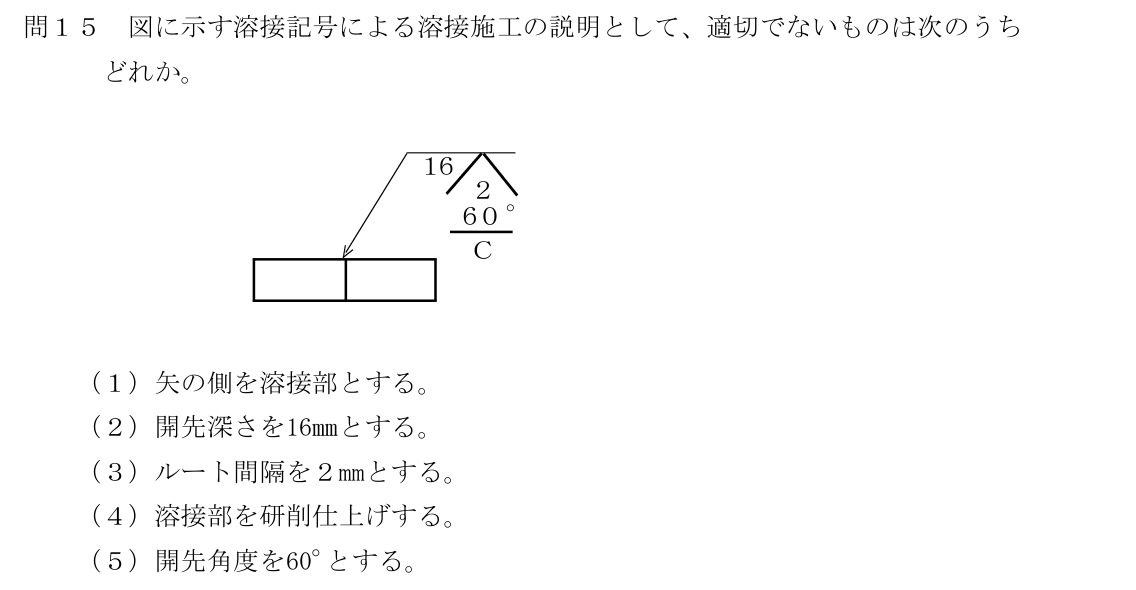 問１５　図に示す溶接記号による溶接施工の説明として、適切でないものは次のうち
どれか。
16
2
60°
C
（１）矢の側を溶接部とする。
（２）開先深さを16㎜とする。
（３）ルート間隔を２㎜とする。
（４）溶接部を研削仕上げする。
（５）開先角度を60°とする。